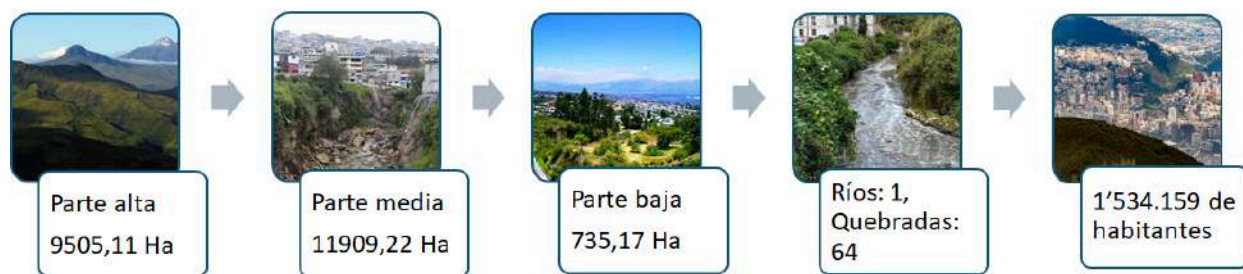 Parte alta
9505,11 Ha
Parte media
11909,22 Ha
Parte baja
735,17 Ha
Ríos: 1,
Quebradas:
64
1’534.159 de
habitantes